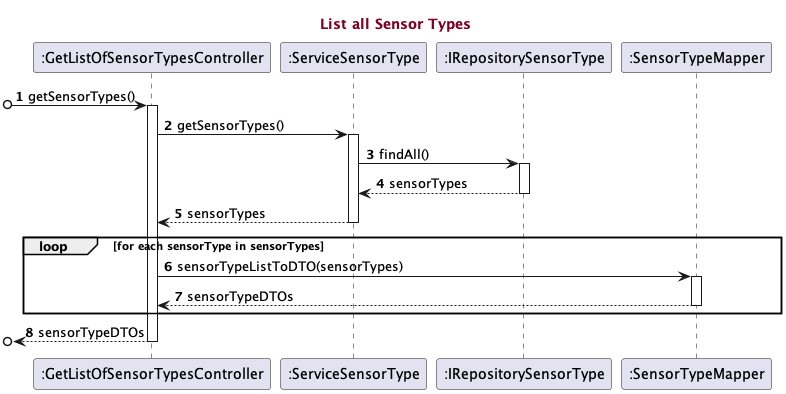 List all Sensor Types
:GetListOfSensorTypesController :ServiceSensorType :IRepositorySensorType :SensorTypeMapper
1 getSensorTypes()
2 getSensorTypes()
3 findAll()
4 sensorTypes
5 sensorTypes
loop [for each sensorType in sensorTypes]
6 sensorTypeListToDTO(sensorTypes)
7 sensorTypeDTOs
8 sensorTypeDTOs
:GetListOfSensorTypesController :ServiceSensorType :IRepositorySensorType :SensorTypeMapper